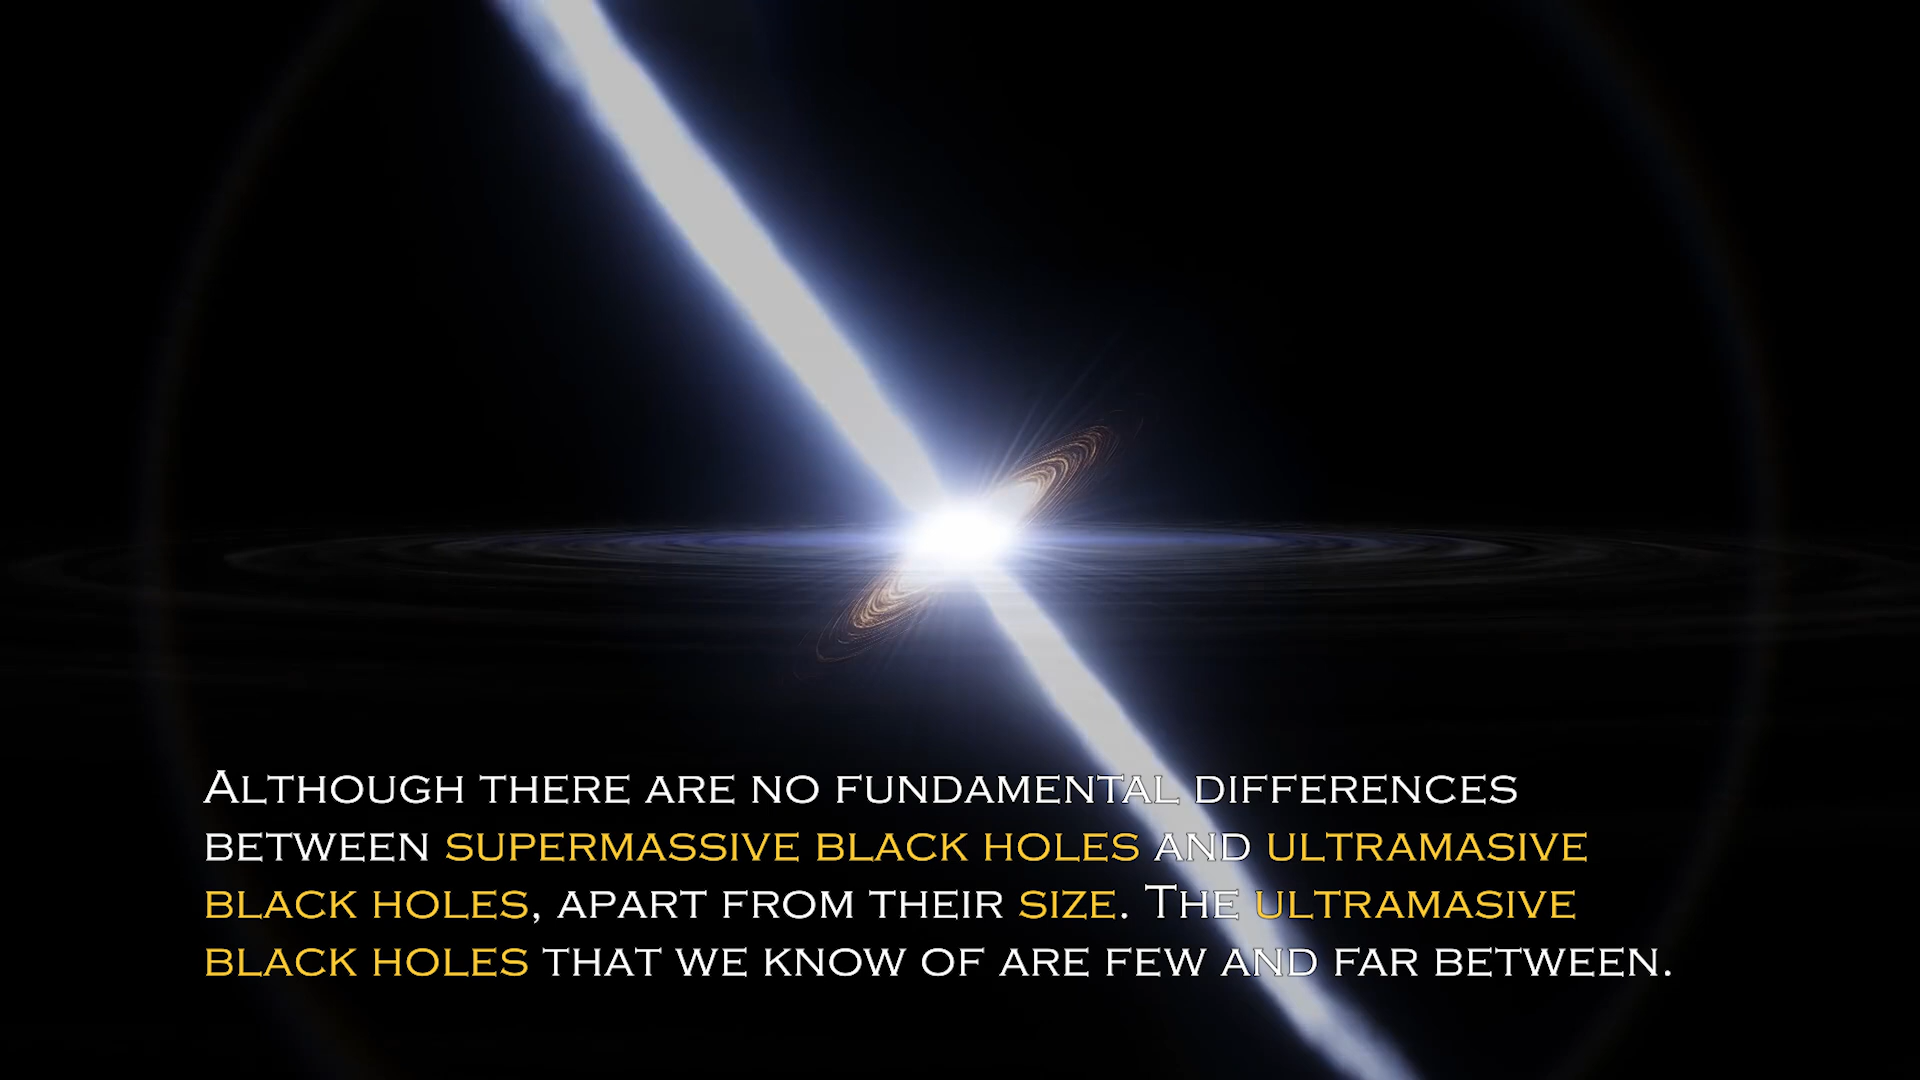 Although there are no fundamental differences
between supermassive black holes and ultramasive
black holes, apart from their size. The ultramasive
black holes that we know of are few and far between.